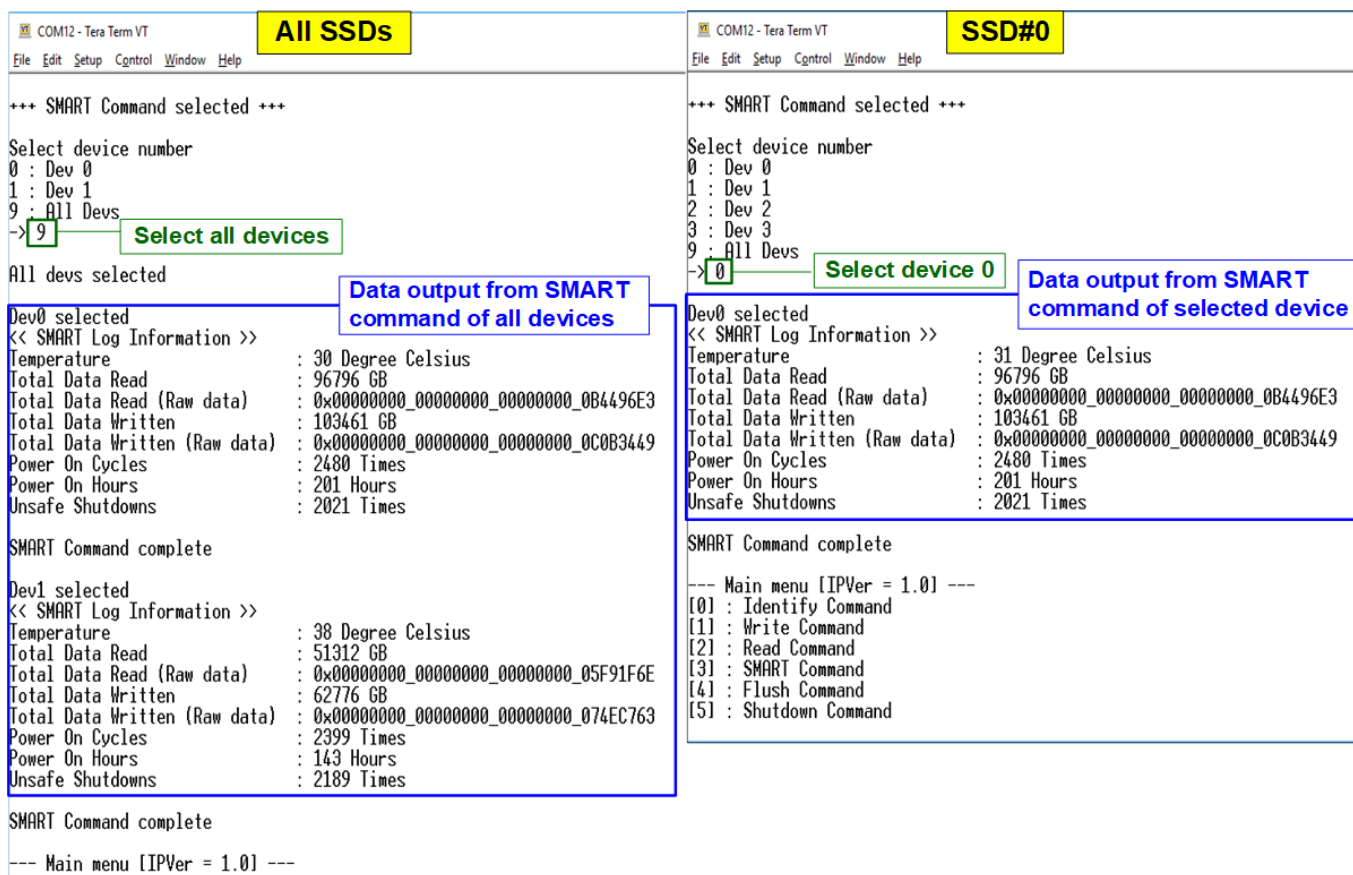 COM12 - Tera Term VT
All SSDs
File Edit Setup Control Window Help
+++ SMART Command selected +++
Select device number
0 : Dev 0
1 : Dev 1
9 : All Devs
->9
Select all devices
All devs selected
Data output from SMART
command of all devices
Dev0 selected
<< SMART Log Information >>
Temperature : 30 Degree Celsius
Total Data Read : 96796 GB
Total Data Read (Raw data) : 0x00000000_00000000_00000000_0B4496E3
Total Data Written : 103461 GB
Total Data Written (Raw data) : 0x00000000_00000000_00000000_0C0B3449
Power On Cycles : 2480 Times
Power On Hours : 201 Hours
Unsafe Shutdowns : 2021 Times
SMART Command complete
Dev1 selected
<< SMART Log Information >>
Temperature : 38 Degree Celsius
Total Data Read : 51312 GB
Total Data Read (Raw data) : 0x00000000_00000000_00000000_05F91F6E
Total Data Written : 62776 GB
Total Data Written (Raw data) : 0x00000000_00000000_00000000_074EC763
Power On Cycles : 2399 Times
Power On Hours : 143 Hours
Unsafe Shutdowns : 2189 Times
SMART Command complete
--- Main menu [IPVer = 1.0] ---
COM12 - Tera Term VT
SSD#0
File Edit Setup Control Window Help
+++ SMART Command selected +++
Select device number
0 : Dev 0
1 : Dev 1
2 : Dev 2
3 : Dev 3
9 : All Devs
->0
Select device 0
Data output from SMART
command of selected device
Dev0 selected
<< SMART Log Information >>
Temperature : 31 Degree Celsius
Total Data Read : 96796 GB
Total Data Read (Raw data) : 0x00000000_00000000_00000000_0B4496E3
Total Data Written : 103461 GB
Total Data Written (Raw data) : 0x00000000_00000000_00000000_0C0B3449
Power On Cycles : 2480 Times
Power On Hours : 201 Hours
Unsafe Shutdowns : 2021 Times
SMART Command complete
--- Main menu [IPVer = 1.0] ---
[0] : Identify Command
[1] : Write Command
[2] : Read Command
[3] : SMART Command
[4] : Flush Command
[5] : Shutdown Command